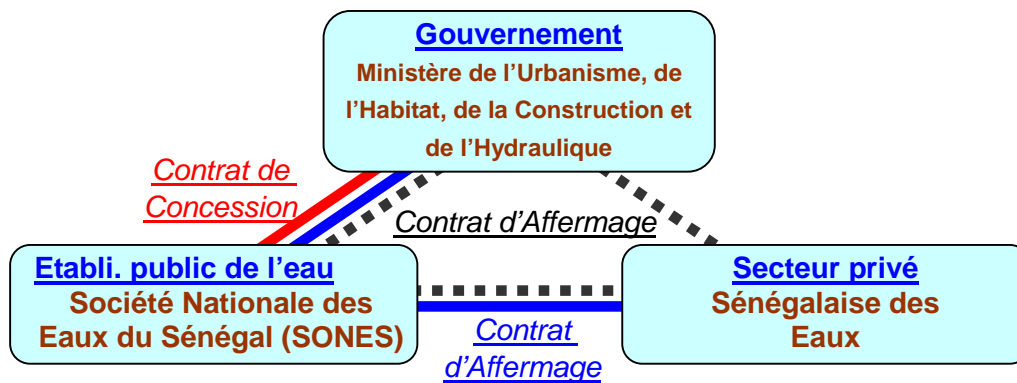 Gouvernement
Ministère de l’Urbanisme, de
l’Habitat, de la Construction et
de l’Hydraulique
Contrat de
Concession
Contrat d’Affermage
Etabli. public de l’eau
Société Nationale des
Eaux du Sénégal (SONES)
Secteur privé
Sénégalaise des
Eaux
Contrat
d’Affermage